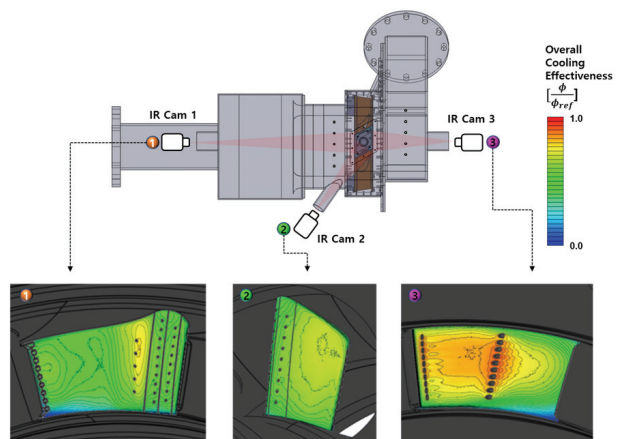 Overall
Cooling
Effectiveness
[ϕ/ϕref]
IR Cam 1
IR Cam 3
1.0
1
3
2
IR Cam 2
0.0
1
2
3